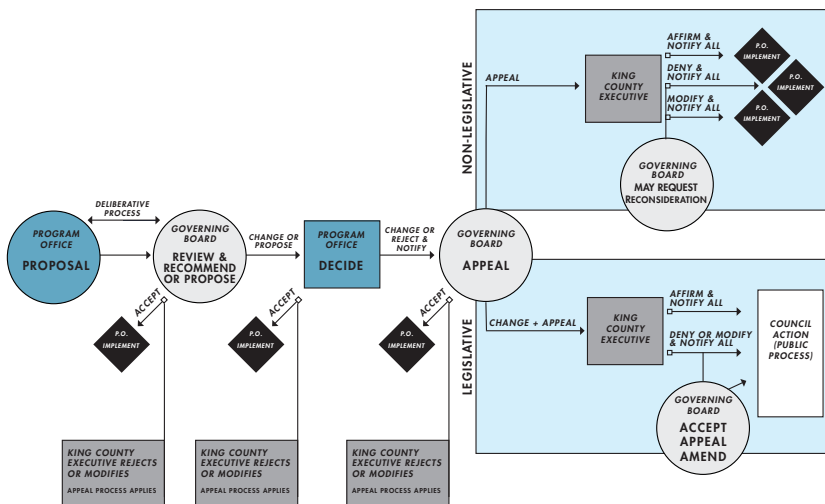 NON-LEGISLATIVE
APPEAL
KING
COUNTY
EXECUTIVE
AFFIRM &
NOTIFY ALL
DENY &
NOTIFY ALL
MODIFY &
NOTIFY ALL
P.O.
IMPLEMENT
P.O.
IMPLEMENT
P.O.
IMPLEMENT
GOVERNING
BOARD
MAY REQUEST
RECONSIDERATION
DELIBERATIVE
PROCESS
PROGRAM
OFFICE
PROPOSAL
GOVERNING
BOARD
REVIEW &
RECOMMEND
OR PROPOSE
CHANGE OR
PROPOSE
PROGRAM
OFFICE
DECIDE
CHANGE OR
REJECT &
NOTIFY
GOVERNING
BOARD
APPEAL
ACCEPT
P.O.
IMPLEMENT
ACCEPT
P.O.
IMPLEMENT
ACCEPT
P.O.
IMPLEMENT
LEGISLATIVE
CHANGE + APPEAL
KING
COUNTY
EXECUTIVE
AFFIRM &
NOTIFY ALL
DENY OR MODIFY
& NOTIFY ALL
COUNCIL
ACTION
(PUBLIC
PROCESS)
GOVERNING
BOARD
ACCEPT
APPEAL
AMEND
KING COUNTY
EXECUTIVE REJECTS
OR MODIFIES
APPEAL PROCESS APPLIES
KING COUNTY
EXECUTIVE REJECTS
OR MODIFIES
APPEAL PROCESS APPLIES
KING COUNTY
EXECUTIVE REJECTS
OR MODIFIES
APPEAL PROCESS APPLIES